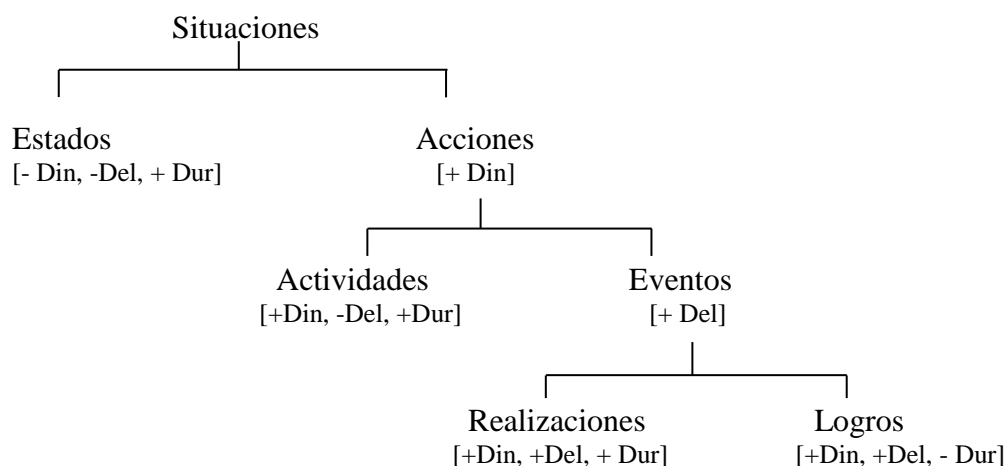 Situaciones
Estados Acciones
[- Din, -Del, + Dur] [+ Din]
Actividades Eventos
[+Din, -Del, +Dur] [+ Del]
Realizaciones Logros
[+Din, +Del, + Dur] [+Din, +Del, - Dur]